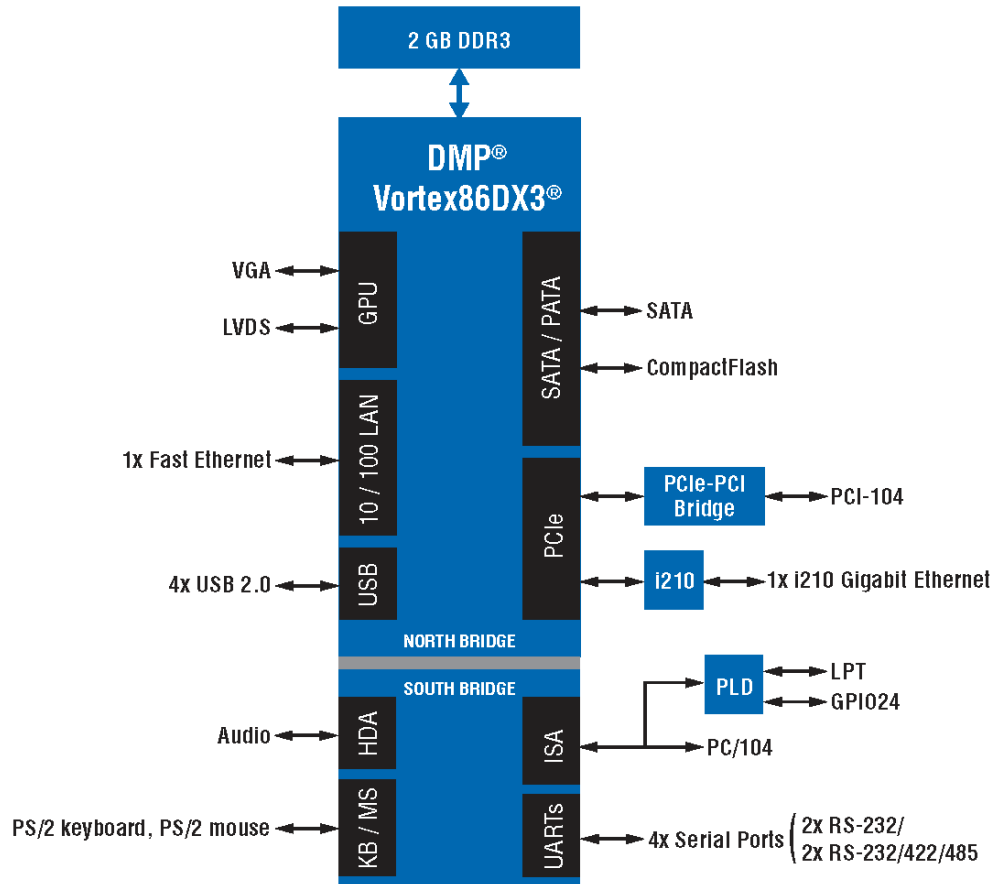 2 GB DDR3
DMP®
Vortex86DX3®
VGA
LVDS
GPU
SATA / PATA
SATA
CompactFlash
1x Fast Ethernet
10 / 100 LAN
PCIe
PCIe-PCI
Bridge
PCI-104
4x USB 2.0
USB
i210
1x i210 Gigabit Ethernet
NORTH BRIDGE
SOUTH BRIDGE
Audio
HDA
ISA
PLD
LPT
GPIO24
PC/104
PS/2 keyboard, PS/2 mouse
KB / MS
UARTs
4x Serial Ports
2x RS-232/
2x RS-232/422/485